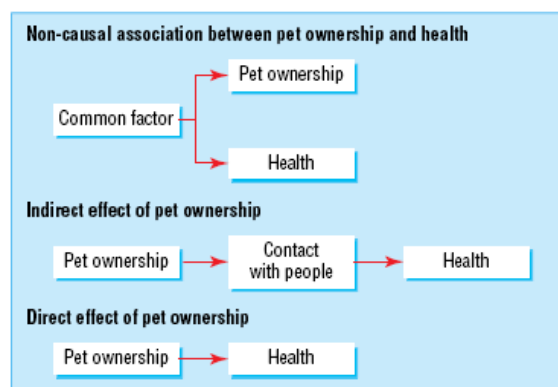 Non-causal association between pet ownership and health
Pet ownership
Common factor
Health
Indirect effect of pet ownership
Pet ownership
Contact
with people
Health
Direct effect of pet ownership
Pet ownership
Health